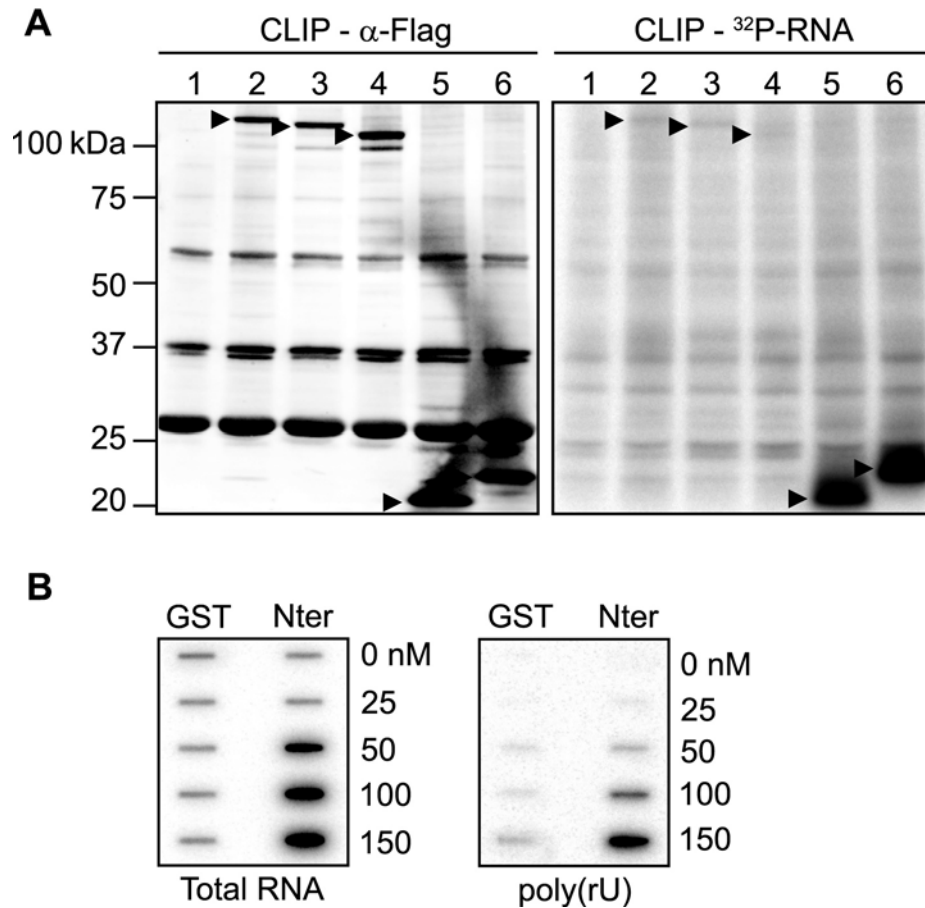 A
CLIP - α-Flag
CLIP - ³²P-RNA
1 2 3 4 5 6
1 2 3 4 5 6
100 kDa
75
50
37
25
20
B
GST Nter
GST Nter
0 nM
25
50
100
150
0 nM
25
50
100
150
Total RNA
poly(rU)